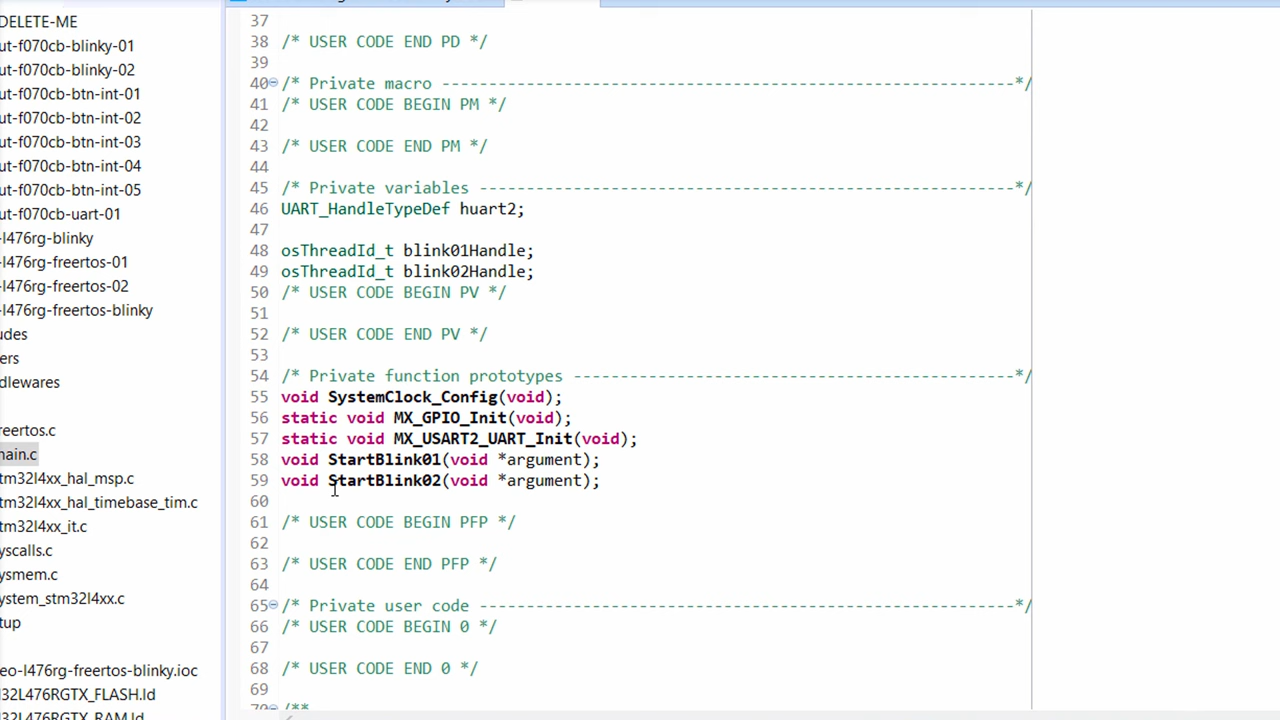 DELETE-ME
ut-f070cb-blinky-01
ut-f070cb-blinky-02
ut-f070cb-btn-int-01
ut-f070cb-btn-int-02
ut-f070cb-btn-int-03
ut-f070cb-btn-int-04
ut-f070cb-btn-int-05
ut-f070cb-uart-01
-l476rg-blinky
-l476rg-freertos-01
-l476rg-freertos-02
-l476rg-freertos-blinky
udes
ers
dlewares
reertos.c
nain.c
tm32l4xx_hal_msp.c
tm32l4xx_hal_timebase_tim.c
tm32l4xx_it.c
yscalls.c
ysmem.c
ystem_stm32l4xx.c
tup
eo-l476rg-freertos-blinky.ioc
32L476RGTX_FLASH.ld
32L476RGTX_RAM.ld
37
38 /* USER CODE END PD */
39
40 /* Private macro -------------------------------------------------------------*/
41 /* USER CODE BEGIN PM */
42
43 /* USER CODE END PM */
44
45 /* Private variables ---------------------------------------------------------*/
46 UART_HandleTypeDef huart2;
47
48 osThreadId_t blink01Handle;
49 osThreadId_t blink02Handle;
50 /* USER CODE BEGIN PV */
51
52 /* USER CODE END PV */
53
54 /* Private function prototypes -----------------------------------------------*/
55 void SystemClock_Config(void);
56 static void MX_GPIO_Init(void);
57 static void MX_USART2_UART_Init(void);
58 void StartBlink01(void *argument);
59 void StartBlink02(void *argument);
60
61 /* USER CODE BEGIN PFP */
62
63 /* USER CODE END PFP */
64
65 /* Private user code ---------------------------------------------------------*/
66 /* USER CODE BEGIN 0 */
67
68 /* USER CODE END 0 */
69
70 /**